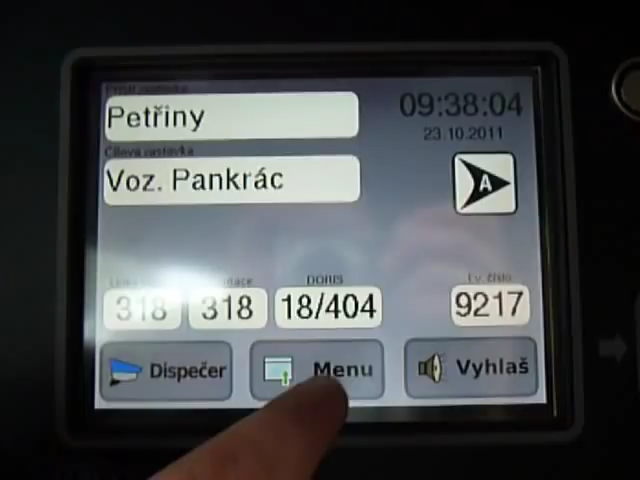 Petřiny
09:38:04
23.10.2011
Cílová zastávka
Voz. Pankrác
A
DORIS
Ev. číslo
318
318
18/404
9217
Dispečer
Menu
Vyhlaš